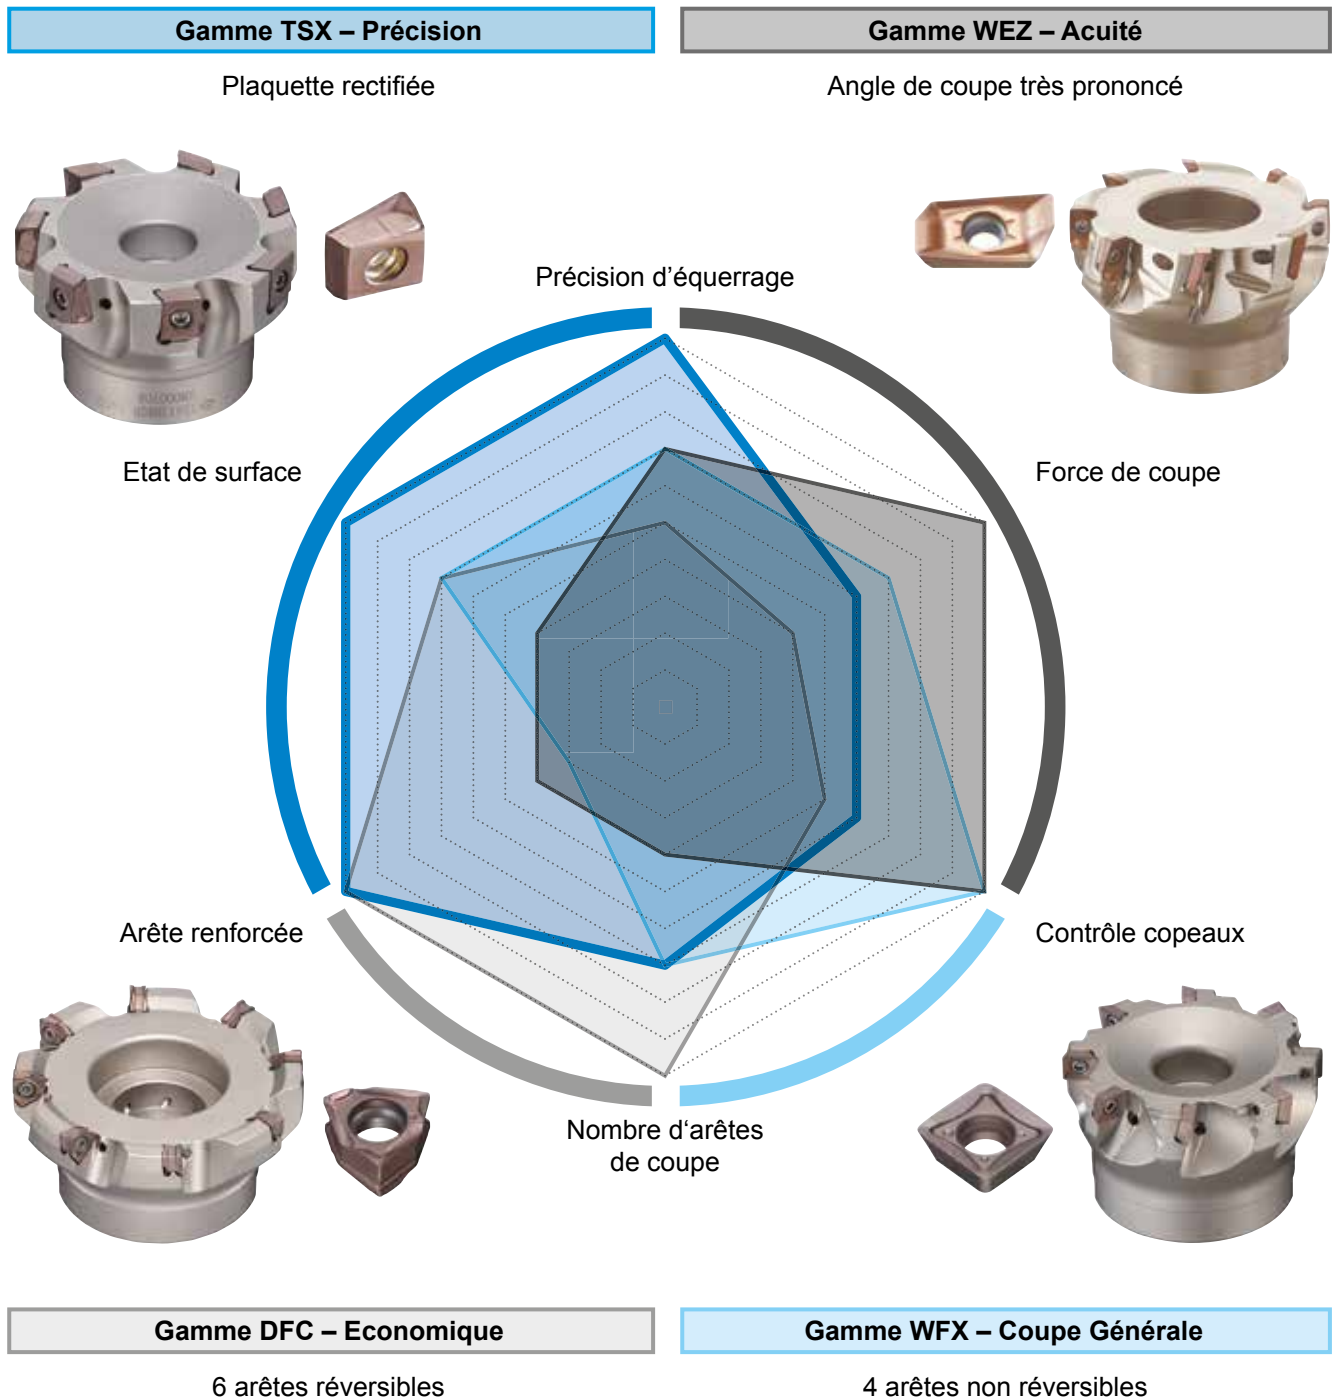 Gamme TSX – Précision
Gamme WEZ – Acuité
Plaquette rectifiée
Angle de coupe très prononcé
Précision d’équerrage
Etat de surface
Force de coupe
Arête renforcée
Contrôle copeaux
Nombre d‘arêtes
de coupe
Gamme DFC – Economique
Gamme WFX – Coupe Générale
6 arêtes réversibles
4 arêtes non réversibles